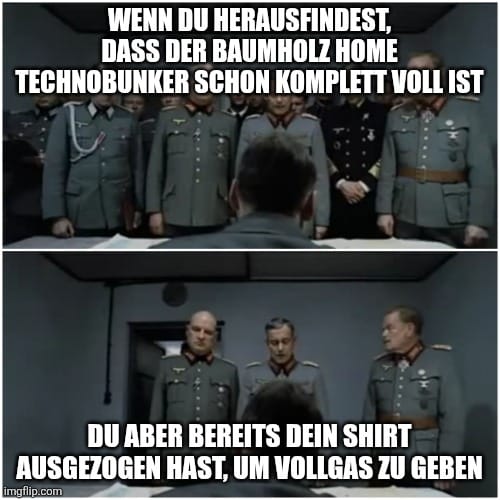 WENN DU HERAUSFINDEST,
DASS DER BAUMHOLZ HOME
TECHNOBUNKER SCHON KOMPLETT VOLL IST
DU ABER BEREITS DEIN SHIRT
AUSGEZOGEN HAST, UM VOLLGAS ZU GEBEN
imgflip.com